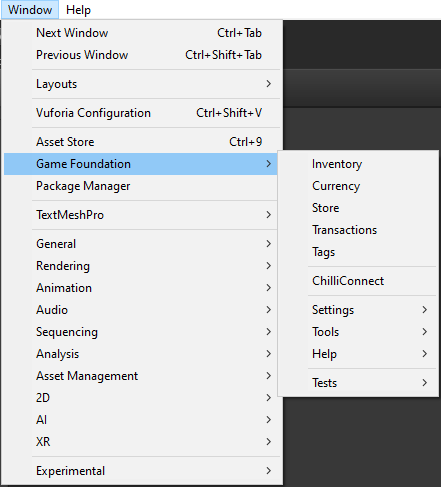 Window Help
Next Window Ctrl+Tab
Previous Window Ctrl+Shift+Tab
Layouts
Vuforia Configuration Ctrl+Shift+V
Asset Store Ctrl+9
Game Foundation
Package Manager
TextMeshPro
General
Rendering
Animation
Audio
Sequencing
Analysis
Asset Management
2D
AI
XR
Experimental
Inventory
Currency
Store
Transactions
Tags
ChilliConnect
Settings
Tools
Help
Tests